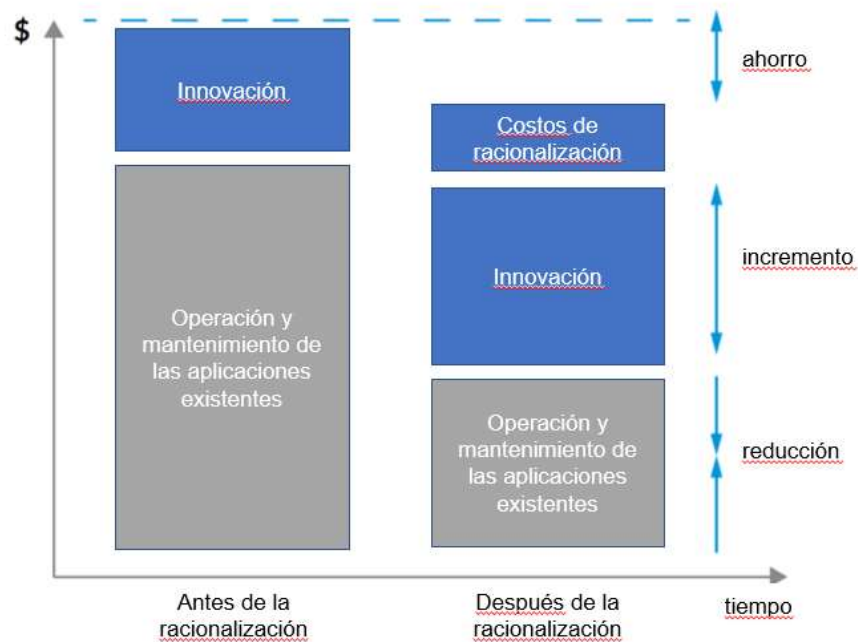 $
Innovación
Operación y
mantenimiento de
las aplicaciones
existentes
Costos de
racionalización
Innovación
Operación y
mantenimiento de
las aplicaciones
existentes
ahorro
incremento
reducción
Antes de la
racionalización
Después de la
racionalización
tiempo